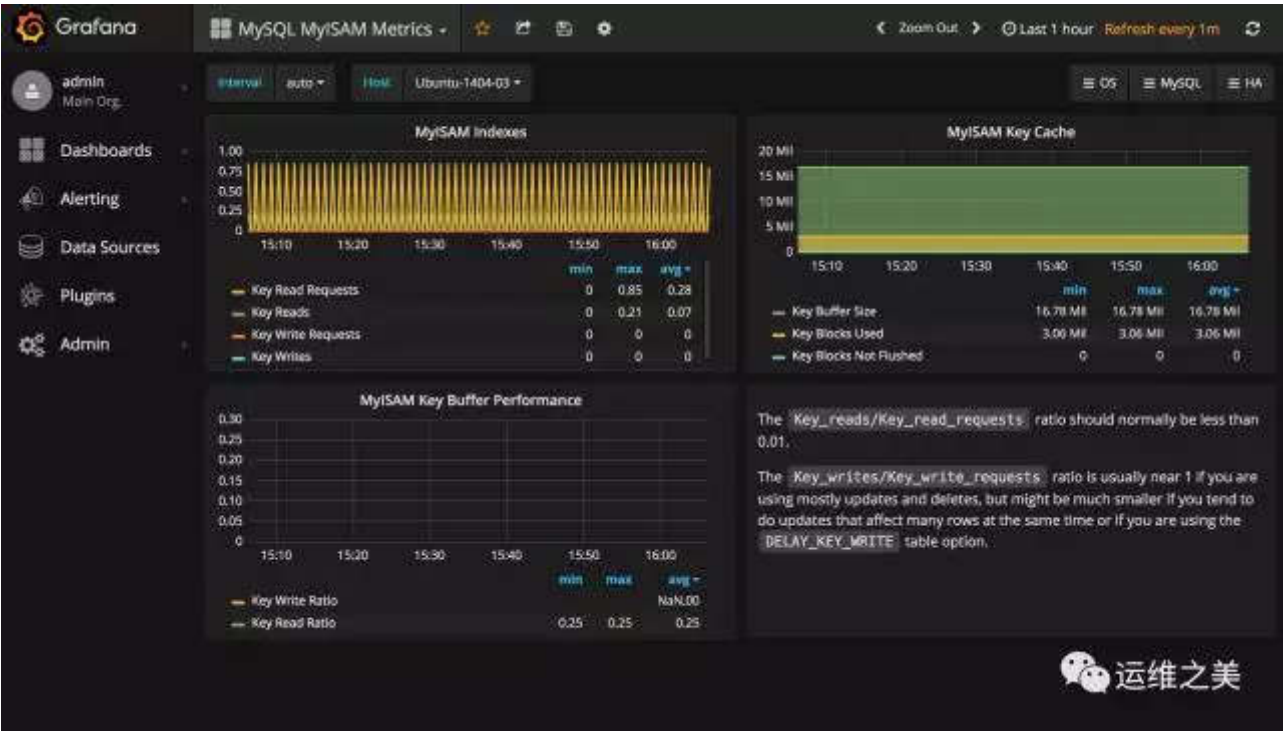 Grafana
MySQL MyISAM Metrics
Zoom Out
Last 1 hour Refresh every 1m
admin
Main Org.
Dashboards
Alerting
Data Sources
Plugins
Admin
Interval auto
Host Ubuntu-1404-03
OS
MySQL
HA
MyISAM Indexes
1.00
0.75
0.50
0.25
0
15:10 15:20 15:30 15:40 15:50 16:00
min max avg
Key Read Requests 0 0.85 0.28
Key Reads 0 0.21 0.07
Key Write Requests 0 0 0
Key Writes 0 0 0
MyISAM Key Cache
20 Mil
15 Mil
10 Mil
5 Mil
0
15:10 15:20 15:30 15:40 15:50 16:00
min max avg
Key Buffer Size 16.78 Mil 16.78 Mil 16.78 Mil
Key Blocks Used 3.06 Mil 3.06 Mil 3.06 Mil
Key Blocks Not Flushed 0 0 0
MyISAM Key Buffer Performance
0.30
0.25
0.20
0.15
0.10
0.05
0
15:10 15:20 15:30 15:40 15:50 16:00
min max avg
Key Write Ratio NaN.00
Key Read Ratio 0.25 0.25 0.25
The Key_reads/Key_read_requests ratio should normally be less than
0.01.
The Key_writes/Key_write_requests ratio is usually near 1 if you are
using mostly updates and deletes, but might be much smaller if you tend to
do updates that affect many rows at the same time or if you are using the
DELAY_KEY_WRITE table option.
运维之美